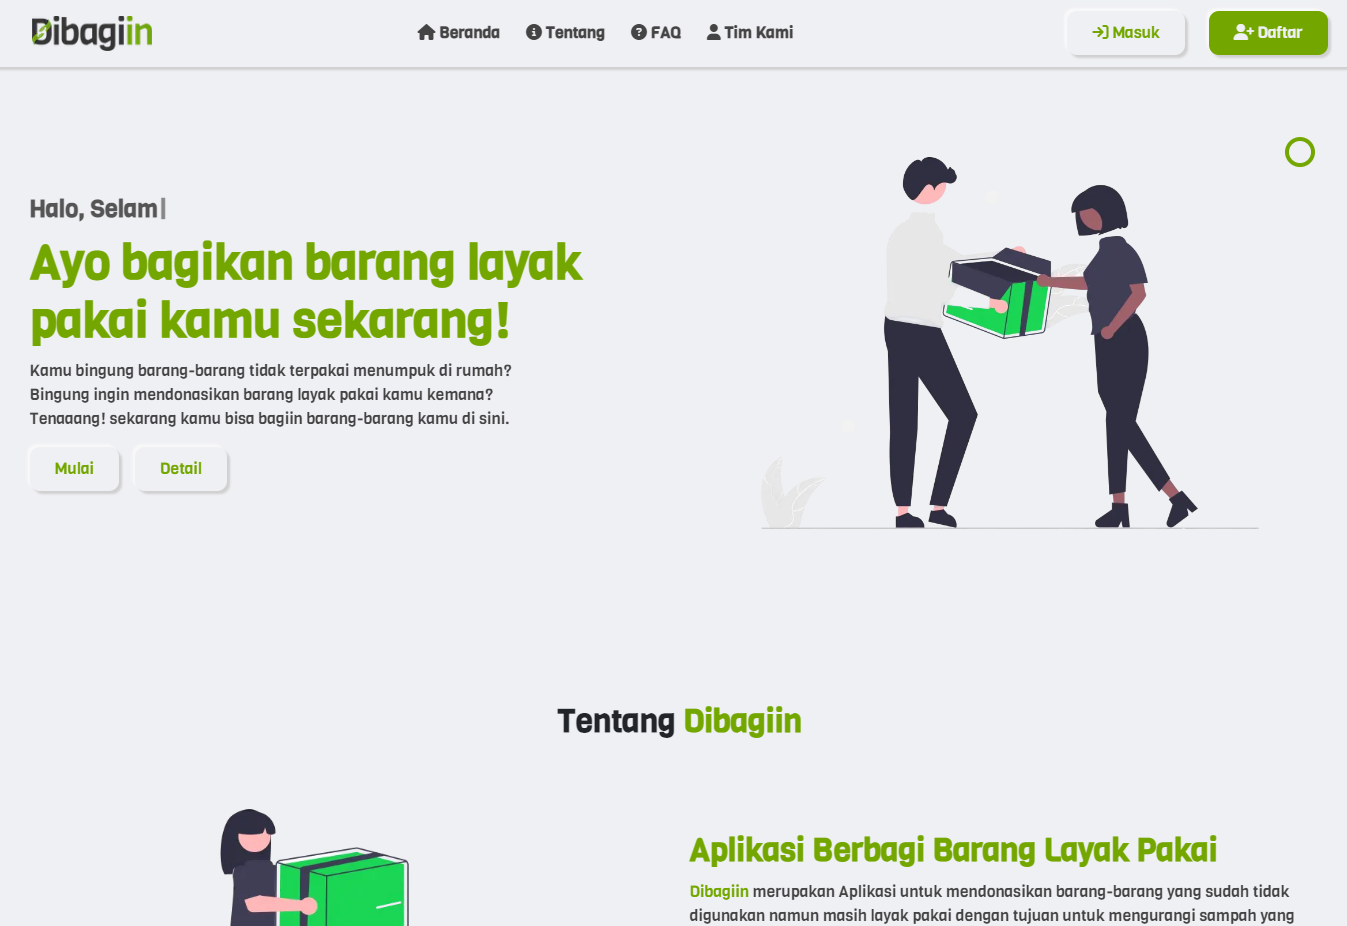 Dibagiin
Beranda
Tentang
FAQ
Tim Kami
Masuk
Daftar
Halo, Selam|
Ayo bagikan barang layak
pakai kamu sekarang!
Kamu bingung barang-barang tidak terpakai menumpuk di rumah?
Bingung ingin mendonasikan barang layak pakai kamu kemana?
Tenaaang! sekarang kamu bisa bagiin barang-barang kamu di sini.
Mulai
Detail
Tentang Dibagiin
Aplikasi Berbagi Barang Layak Pakai
Dibagiin merupakan Aplikasi untuk mendonasikan barang-barang yang sudah tidak
digunakan namun masih layak pakai dengan tujuan untuk mengurangi sampah yang